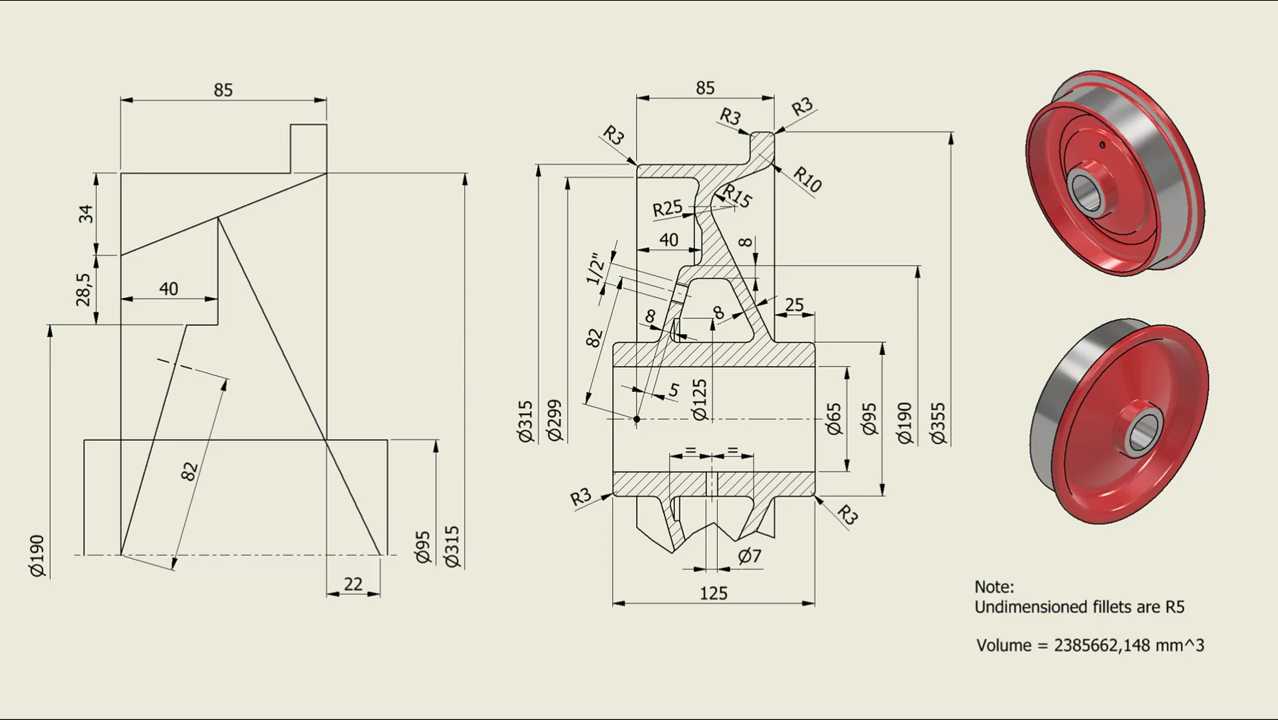 85
34
28,5
40
82
Ø190
Ø95
Ø315
22
85
R3
R3
R3
R10
R15
R25
40
8
1/2"
82
8
8
25
5
Ø125
Ø315
Ø299
Ø65
Ø95
Ø190
Ø355
= =
R3
R3
Ø7
125
Note:
Undimensioned fillets are R5
Volume = 2385662,148 mm^3